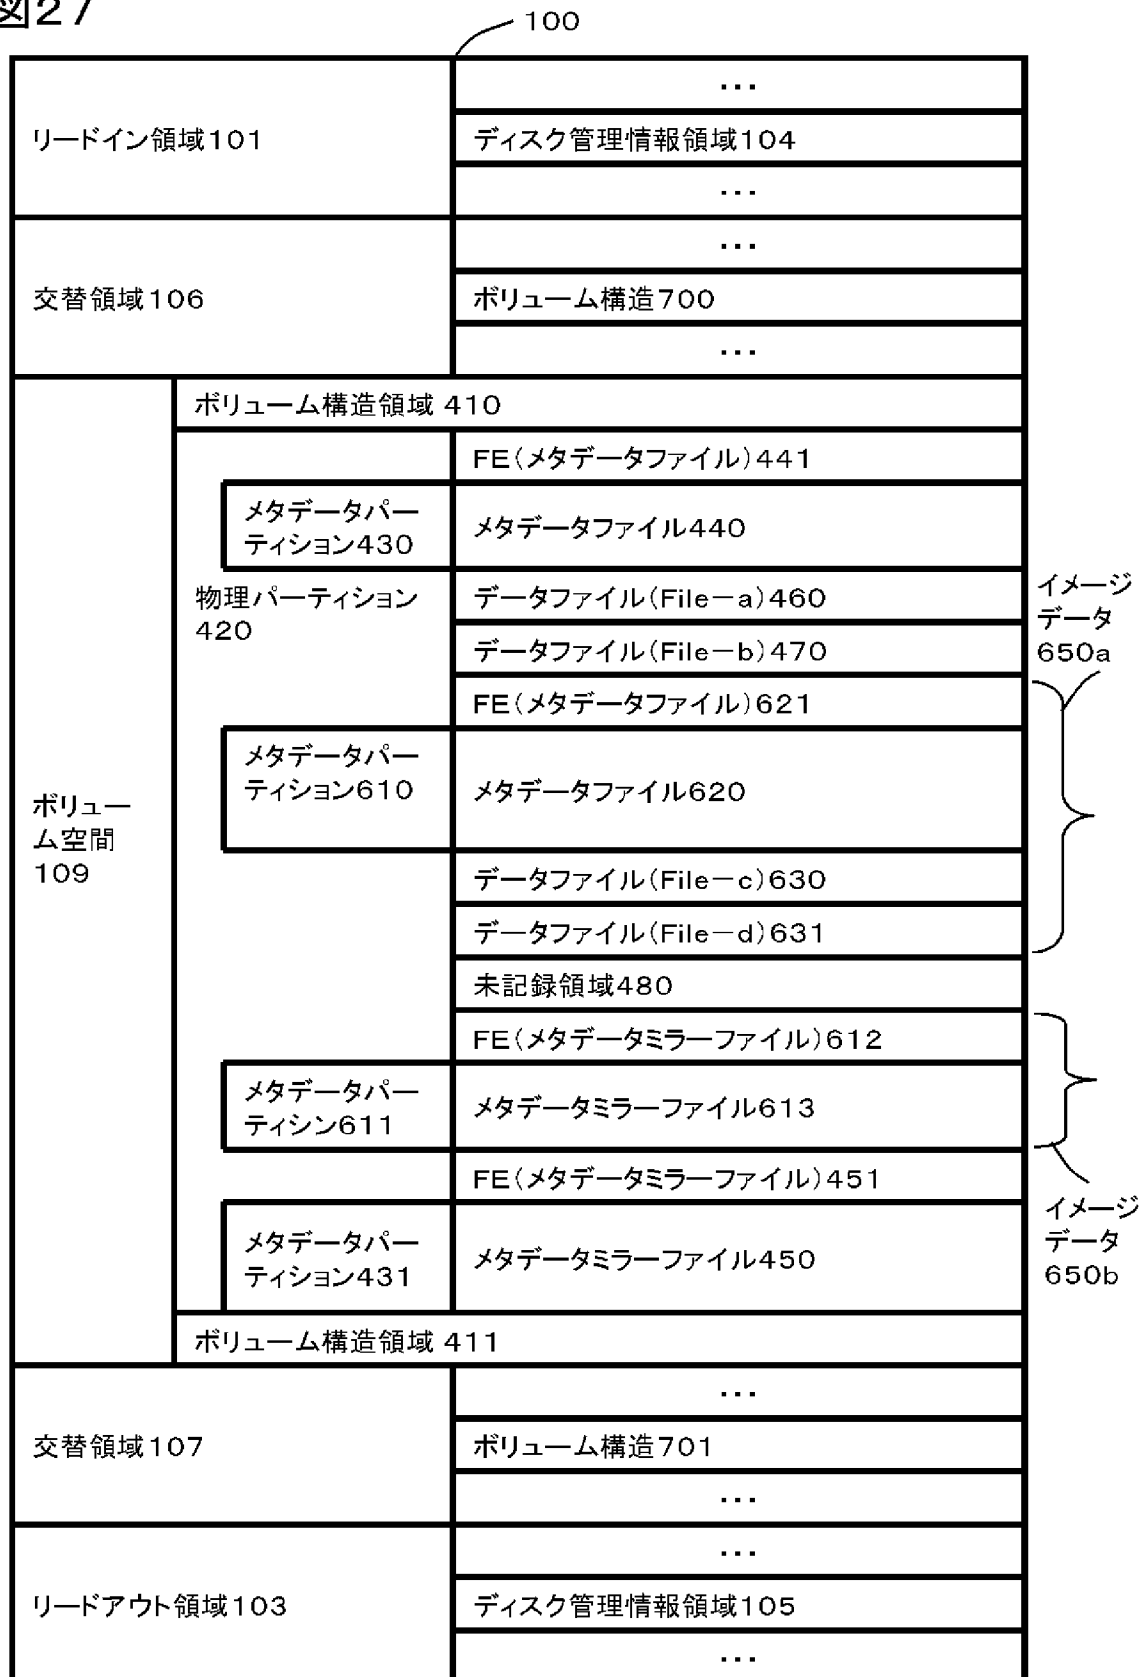 図27
100
リードイン領域101
...
ディスク管理情報領域104
...
交替領域106
...
ボリューム構造700
...
ボリューム構造領域 410
FE(メタデータファイル)441
メタデータパー
ティション430
メタデータファイル440
物理パーティション
420
データファイル(File-a)460
データファイル(File-b)470
イメージ
データ
650a
FE(メタデータファイル)621
メタデータパー
ティション610
メタデータファイル620
ボリュー
ム空間
109
データファイル(File-c)630
データファイル(File-d)631
未記録領域480
FE(メタデータミラーファイル)612
メタデータパー
ティシン611
メタデータミラーファイル613
FE(メタデータミラーファイル)451
イメージ
データ
650b
メタデータパー
ティション431
メタデータミラーファイル450
ボリューム構造領域 411
交替領域107
...
ボリューム構造701
...
リードアウト領域103
...
ディスク管理情報領域105
...